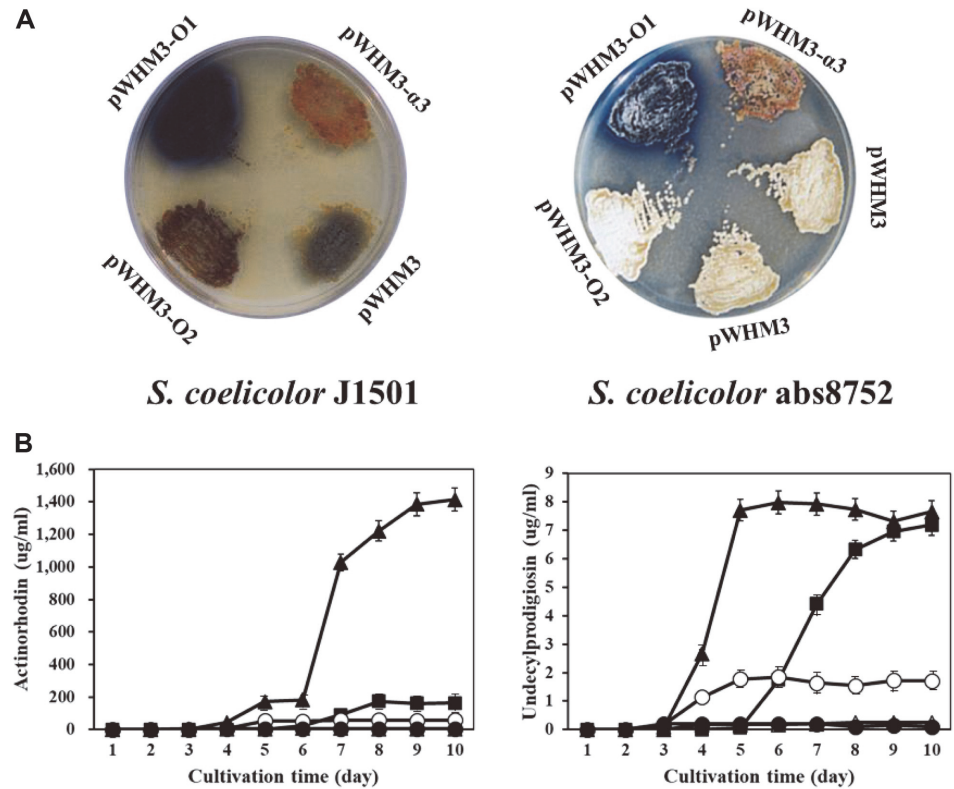 A
pWHM3-O1
pWHM3-α3
pWHM3-O2
pWHM3
S. coelicolor J1501
pWHM3-O1
pWHM3-α3
pWHM3
pWHM3-O2
pWHM3
S. coelicolor abs8752
B
Actinorhodin (ug/ml)
1,600
1,400
1,200
1,000
800
600
400
200
0
1 2 3 4 5 6 7 8 9 10
Cultivation time (day)
Undecylprodigiosin (ug/ml)
9
8
7
6
5
4
3
2
1
0
1 2 3 4 5 6 7 8 9 10
Cultivation time (day)